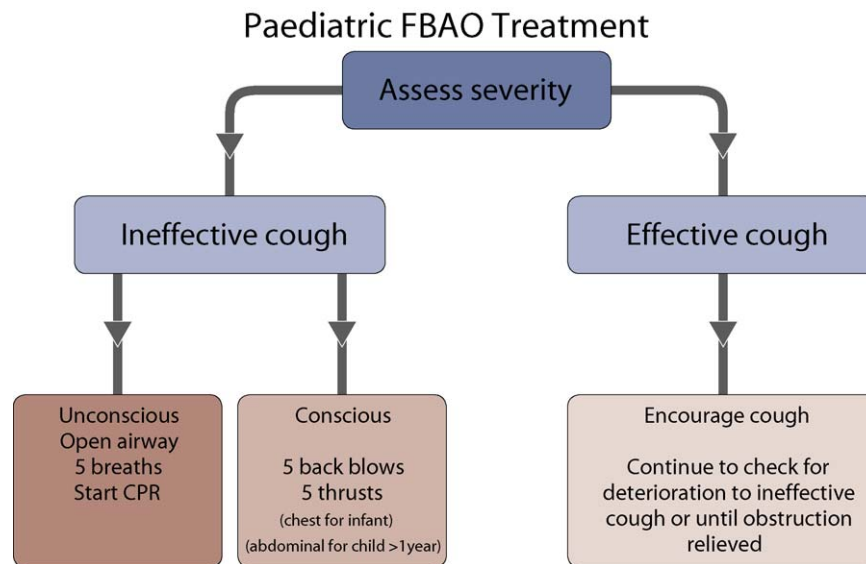 Paediatric FBAO Treatment
Assess severity
Ineffective cough
Effective cough
Unconscious
Open airway
5 breaths
Start CPR
Conscious
5 back blows
5 thrusts
(chest for infant)
(abdominal for child >1year)
Encourage cough
Continue to check for
deterioration to ineffective
cough or until obstruction
relieved